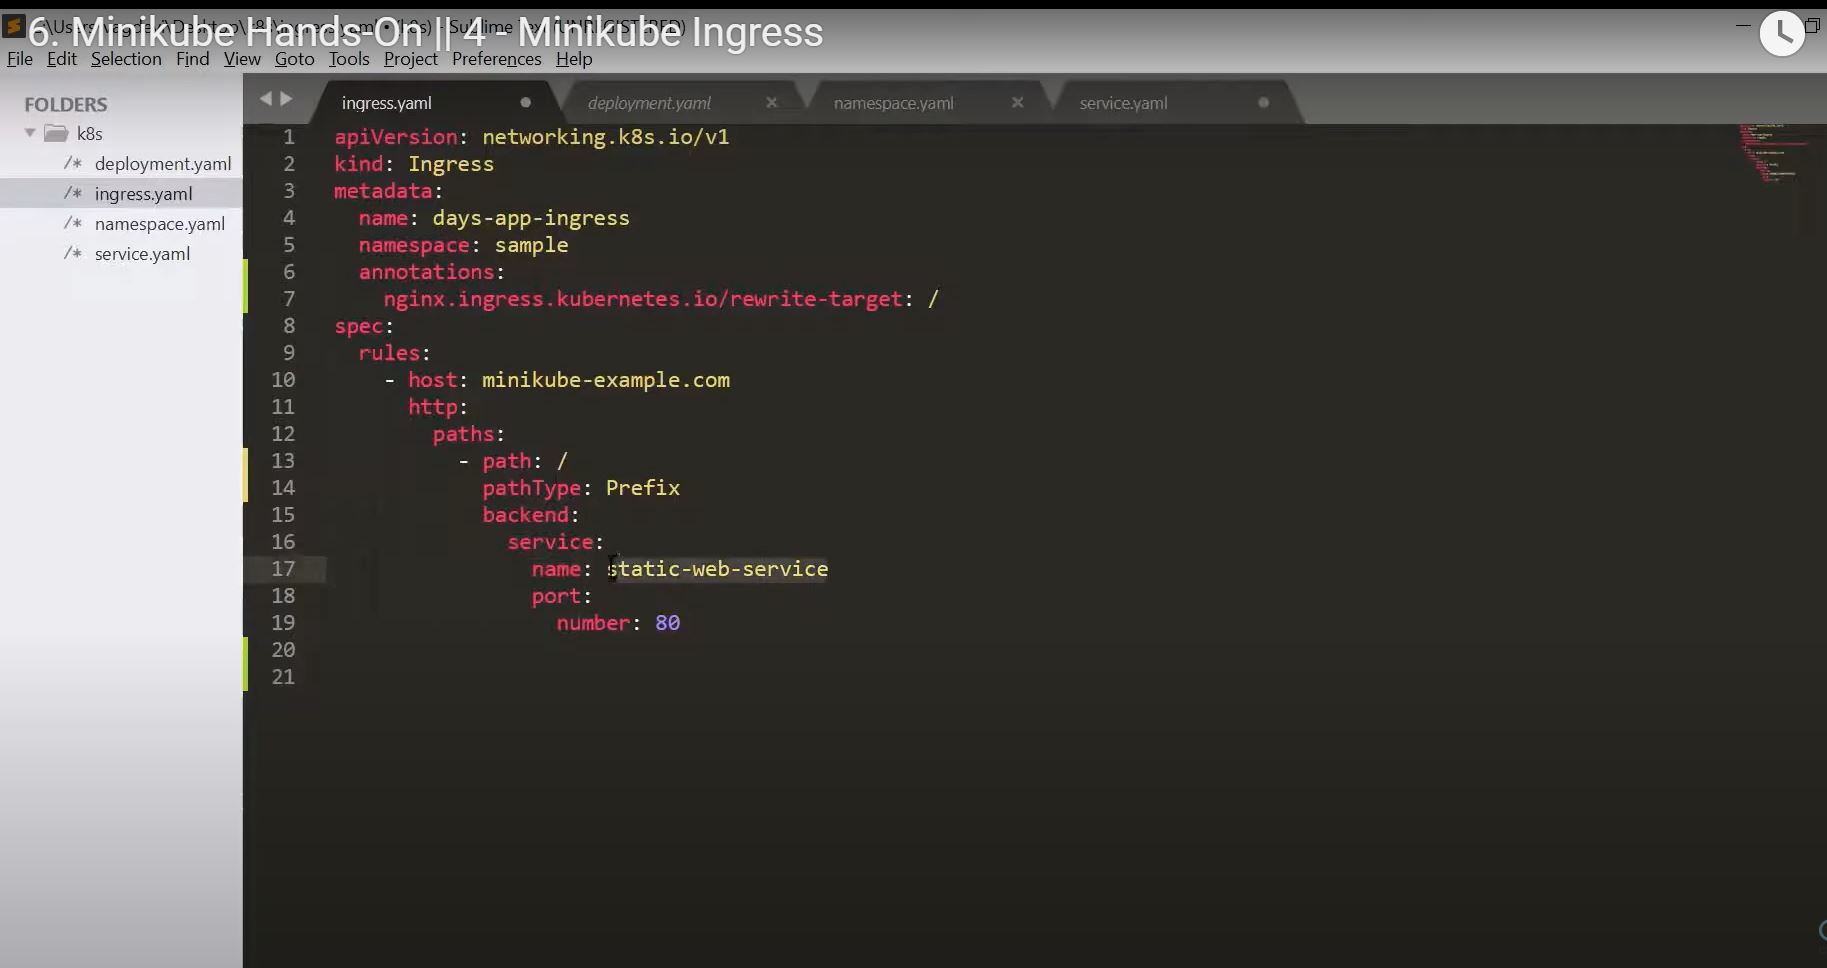 6. Minikube Hands-On || 4 - Minikube Ingress
File Edit Selection Find View Goto Tools Project Preferences Help
FOLDERS
k8s
/* deployment.yaml
/* ingress.yaml
/* namespace.yaml
/* service.yaml
ingress.yaml deployment.yaml namespace.yaml service.yaml
1 apiVersion: networking.k8s.io/v1
2 kind: Ingress
3 metadata:
4 name: days-app-ingress
5 namespace: sample
6 annotations:
7 nginx.ingress.kubernetes.io/rewrite-target: /
8 spec:
9 rules:
10 - host: minikube-example.com
11 http:
12 paths:
13 - path: /
14 pathType: Prefix
15 backend:
16 service:
17 name: static-web-service
18 port:
19 number: 80
20
21